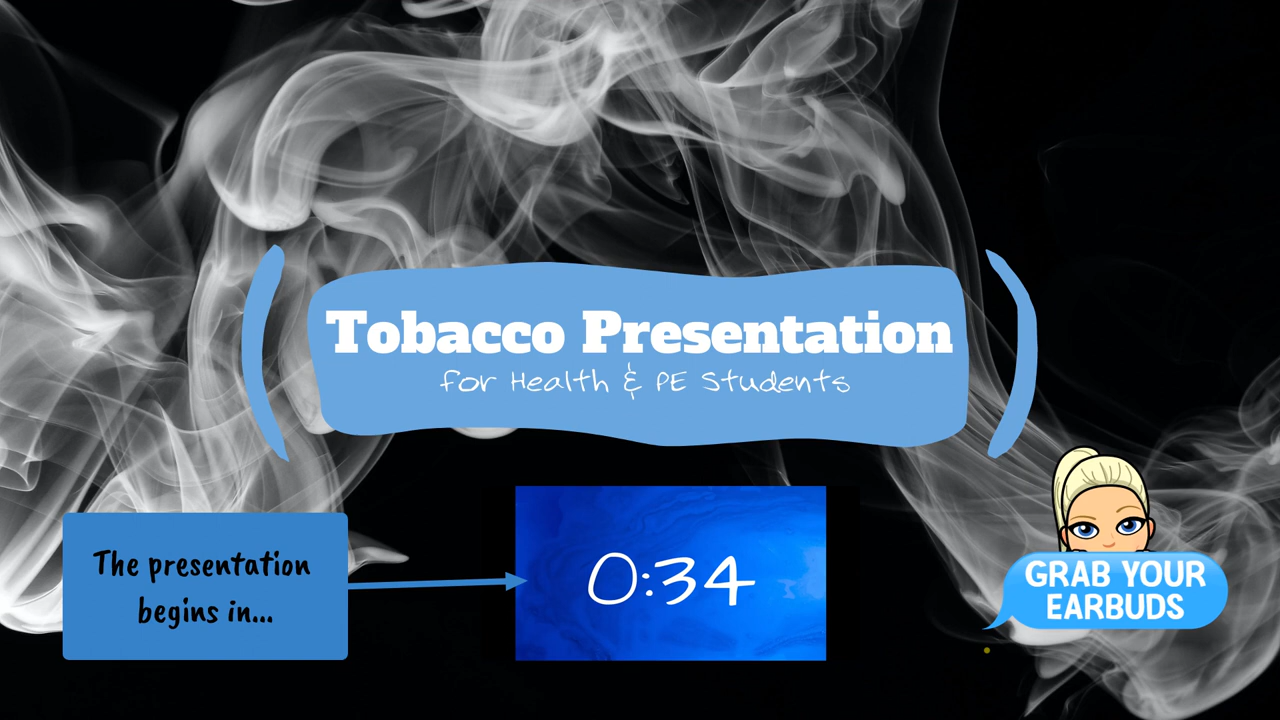 Tobacco Presentation
for Health & PE Students
The presentation
begins in...
0:34
GRAB YOUR
EARBUDS